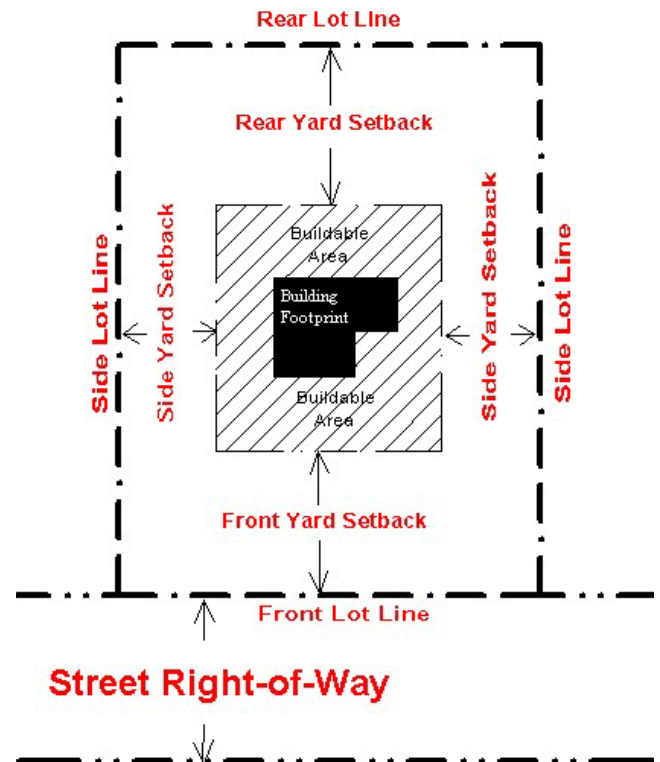 Rear Lot Line
Rear Yard Setback
Buildable
Area
Building
Footprint
Side Lot Line
Side Yard Setback
Side Yard Setback
Side Lot Line
Buildable
Area
Front Yard Setback
Front Lot Line
Street Right-of-Way